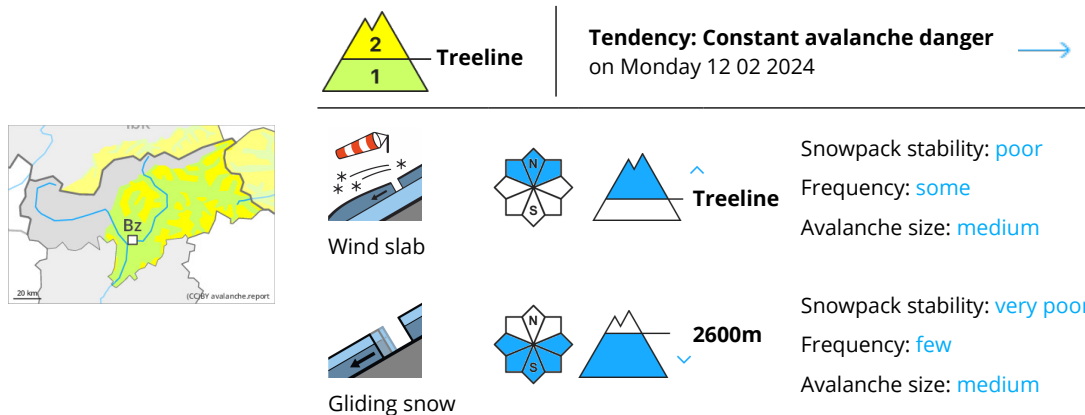 2
1
Treeline
Tendency: Constant avalanche danger
on Monday 12 02 2024
Bz
20 km
(CC)BY avalanche.report
N
S
Treeline
Snowpack stability: poor
Frequency: some
Avalanche size: medium
Wind slab
N
S
2600m
Snowpack stability: very poor
Frequency: few
Avalanche size: medium
Gliding snow